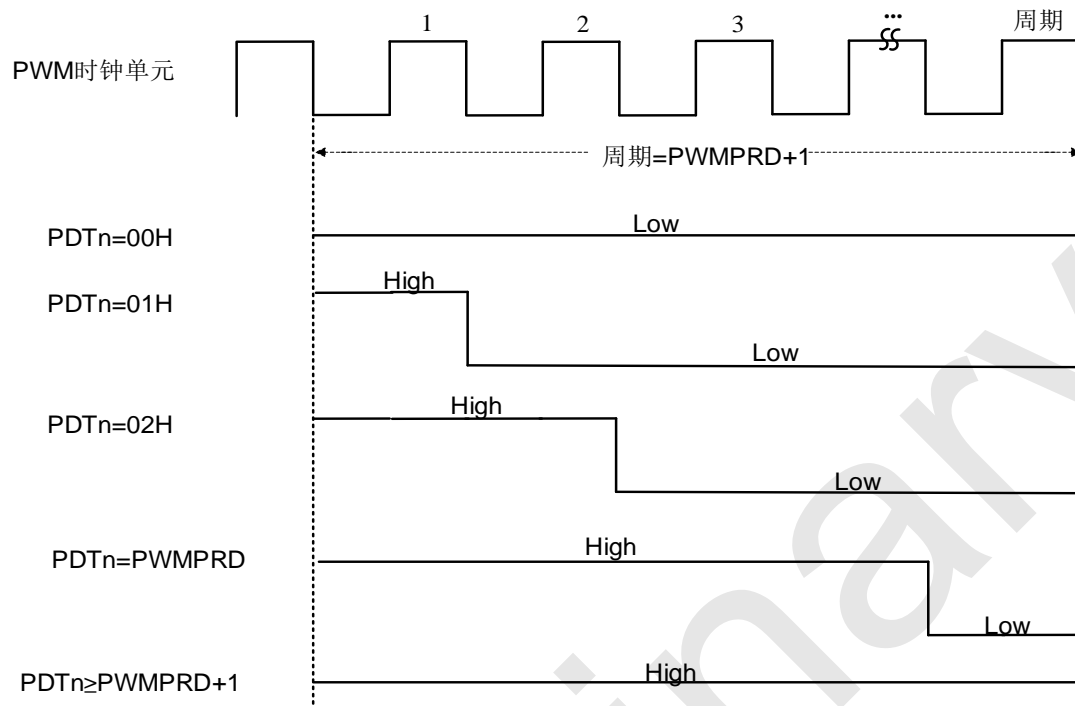 1 2 3 ... 周期
PWM时钟单元
周期=PWMPRD+1
PDTn=00H Low
PDTn=01H High Low
PDTn=02H High Low
PDTn=PWMPRD High Low
PDTn≥PWMPRD+1 High
inary